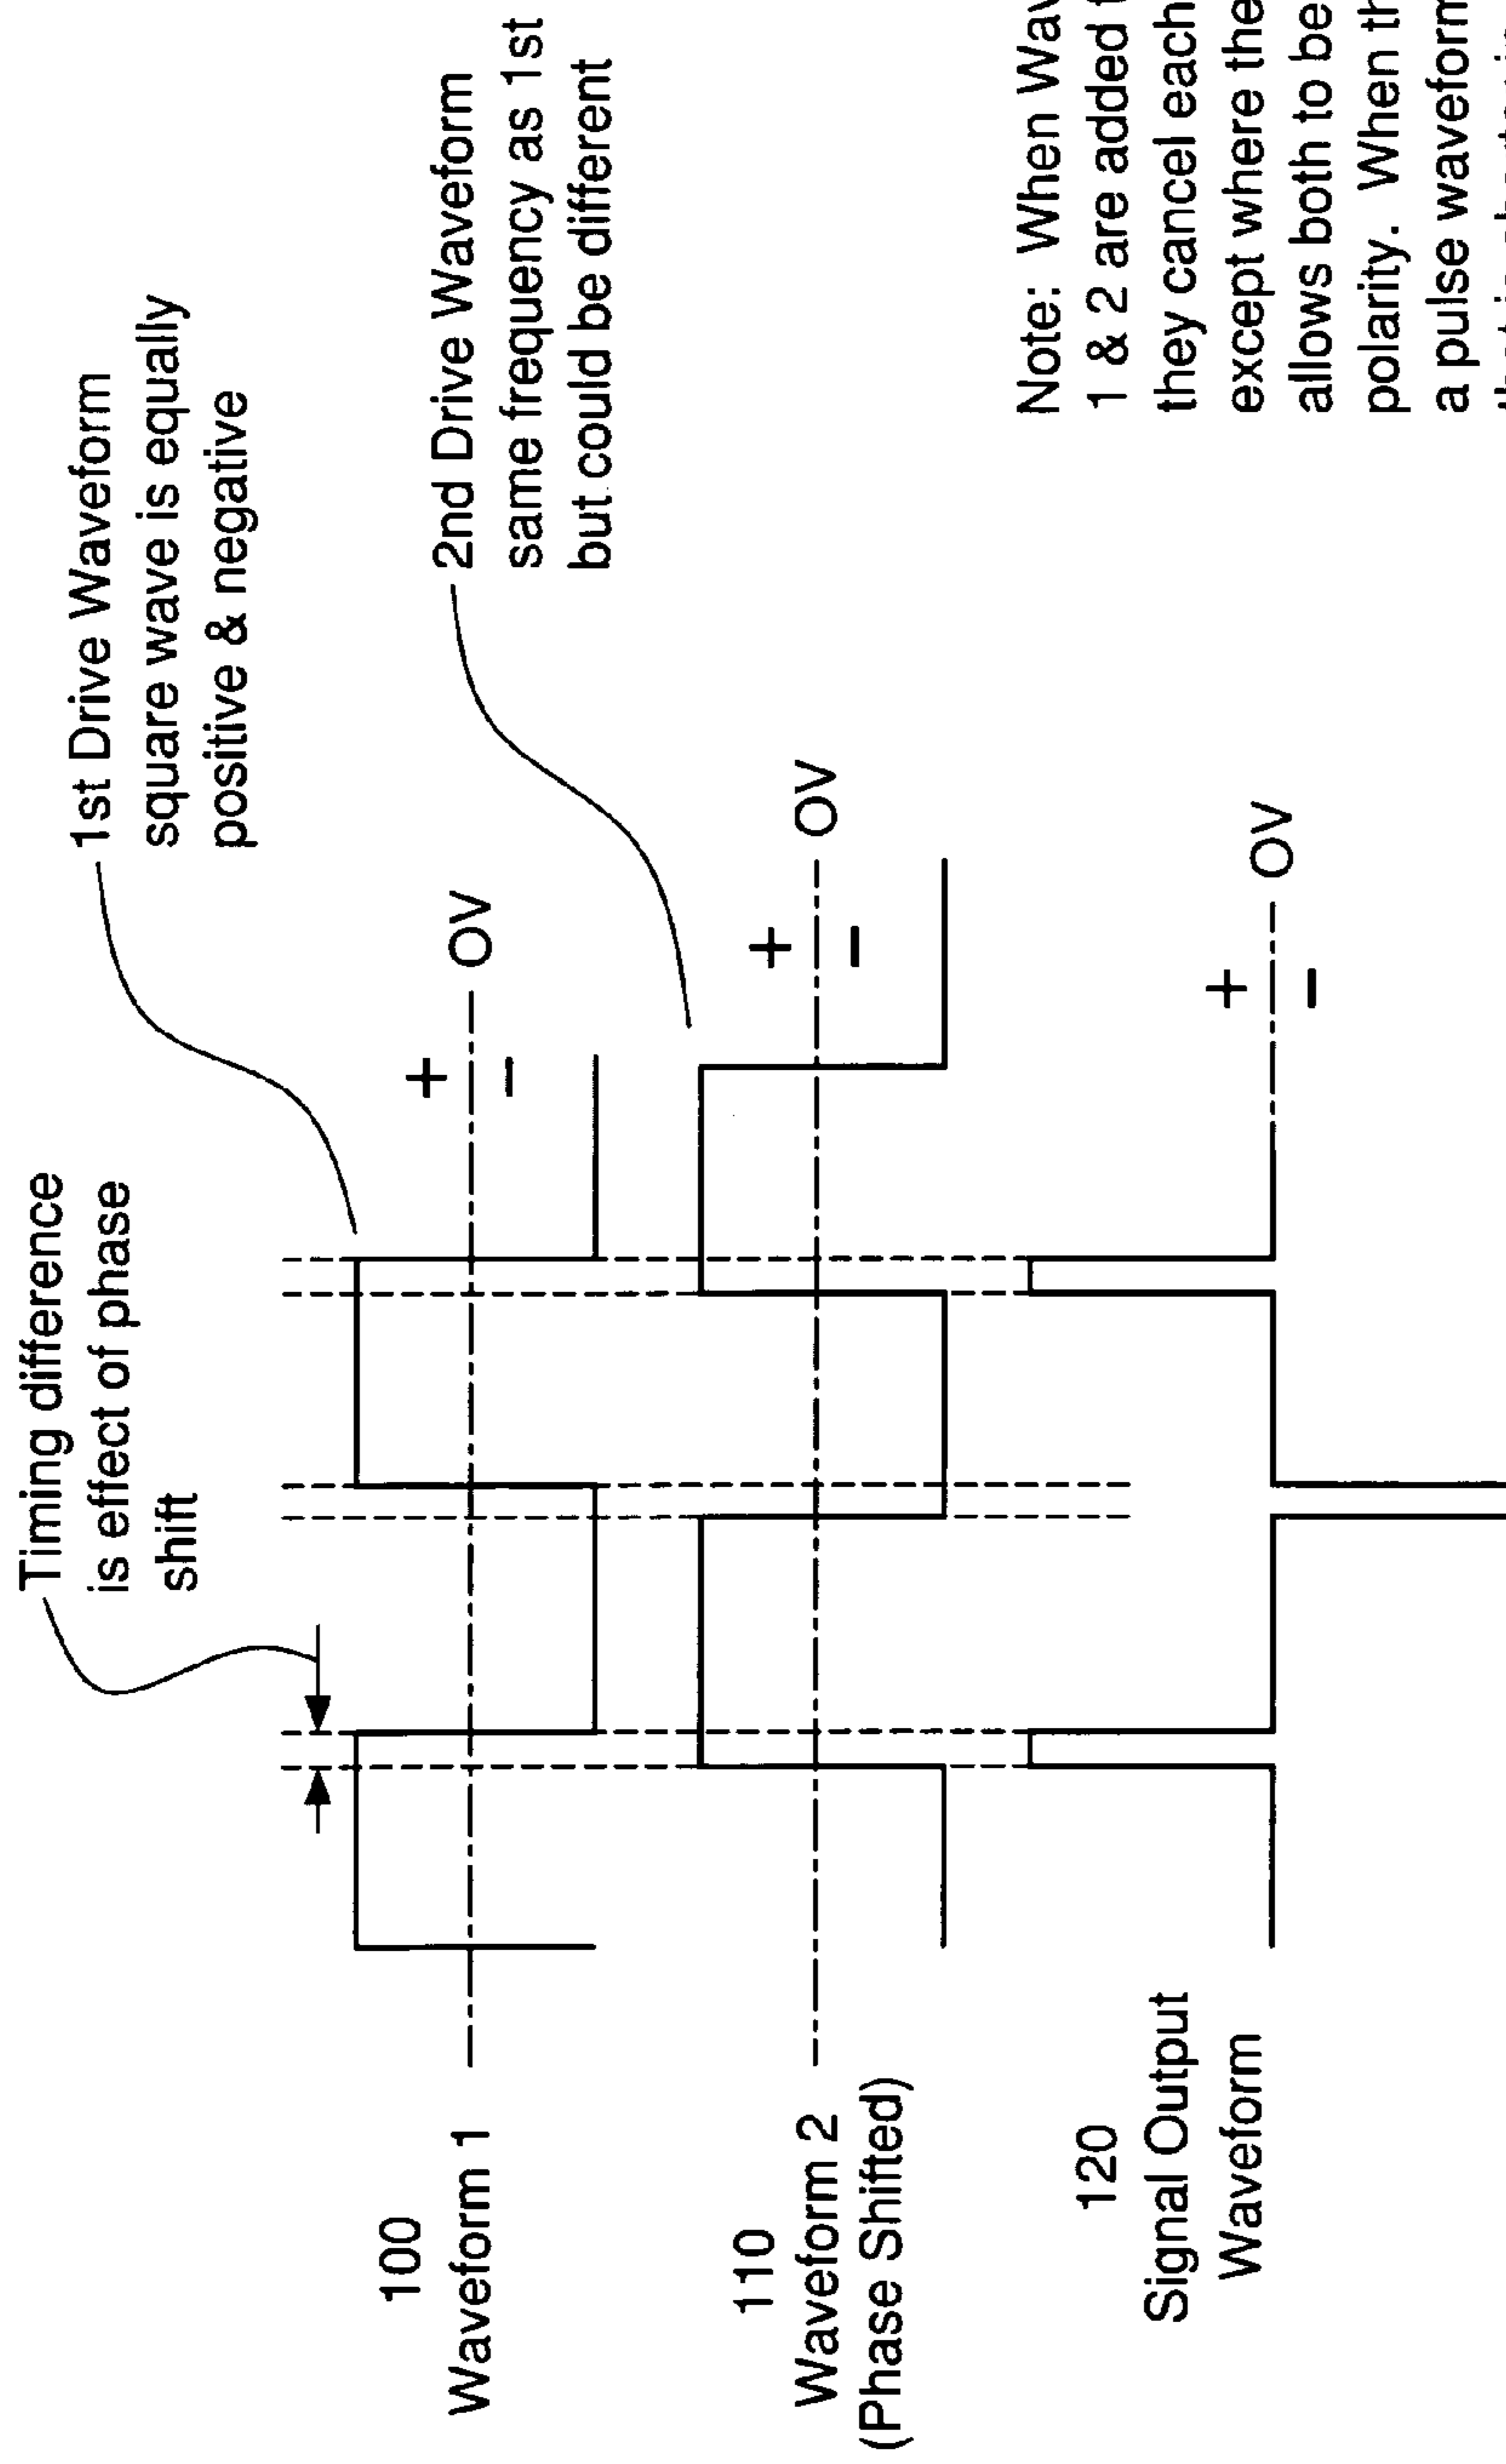 Timing difference
is effect of phase
shift
1st Drive Waveform
square wave is equally
positive & negative
100
Waveform 1
+
−
OV
2nd Drive Waveform
same frequency as 1st
but could be different
110
Waveform 2
(Phase Shifted)
+
−
OV
120
Signal Output
Waveform
+
−
OV
Note: When Wav
1 & 2 are added
they cancel each
except where the
allows both to be
polarity. When th
a pulse waveform